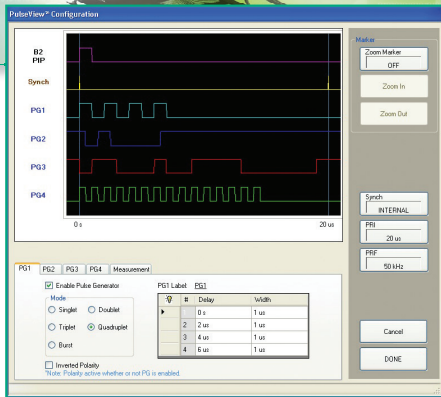 PulseView* Configuration
B2
PIP
Synch
PG1
PG2
PG3
PG4
0 s
20 us
Marker
Zoom Marker
OFF
Zoom In
Zoom Out
Synch
INTERNAL
PRI
20 us
PRF
50 kHz
Cancel
DONE
PG1 PG2 PG3 PG4 Measurement
Enable Pulse Generator
Mode
Singlet Doublet
Triplet Quadruplet
Burst
Inverted Polarity
*Note: Polarity active whether or not PG is enabled.
PG1 Label PG1
# Delay Width
1 0 s 1 us
2 2 us 1 us
3 4 us 1 us
4 6 us 1 us